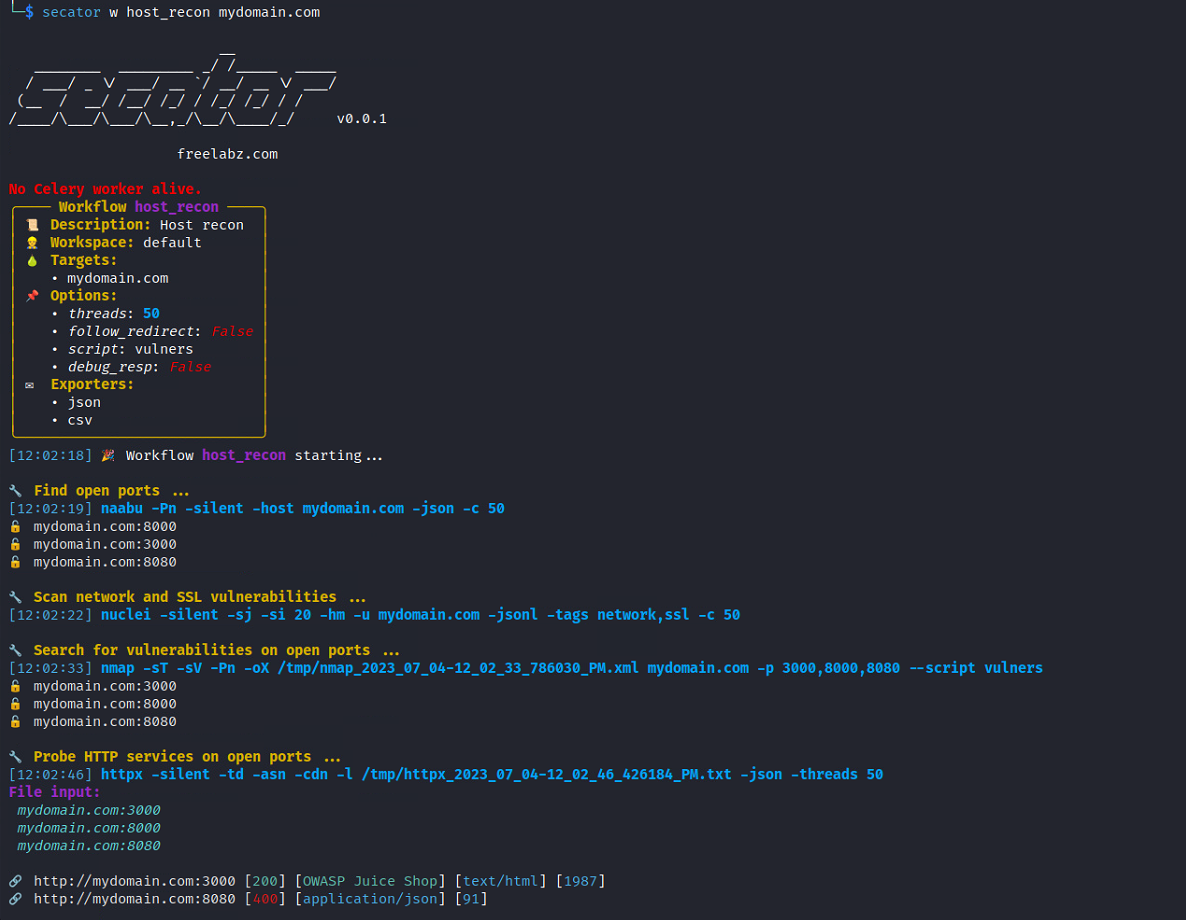 $ secator w host_recon mydomain.com
secator
v0.0.1
freelabz.com
No Celery worker alive.
Workflow host_recon
📜 Description: Host recon
👷 Workspace: default
🍐 Targets:
• mydomain.com
📌 Options:
• threads: 50
• follow_redirect: False
• script: vulners
• debug_resp: False
✉ Exporters:
• json
• csv
[12:02:18] 🎉 Workflow host_recon starting...
🔧 Find open ports ...
[12:02:19] naabu -Pn -silent -host mydomain.com -json -c 50
🔓 mydomain.com:8000
🔓 mydomain.com:3000
🔓 mydomain.com:8080
🔧 Scan network and SSL vulnerabilities ...
[12:02:22] nuclei -silent -sj -si 20 -hm -u mydomain.com -jsonl -tags network,ssl -c 50
🔧 Search for vulnerabilities on open ports ...
[12:02:33] nmap -sT -sV -Pn -oX /tmp/nmap_2023_07_04-12_02_33_786030_PM.xml mydomain.com -p 3000,8000,8080 --script vulners
🔓 mydomain.com:3000
🔓 mydomain.com:8000
🔓 mydomain.com:8080
🔧 Probe HTTP services on open ports ...
[12:02:46] httpx -silent -td -asn -cdn -l /tmp/httpx_2023_07_04-12_02_46_426184_PM.txt -json -threads 50
File input:
mydomain.com:3000
mydomain.com:8000
mydomain.com:8080
🔗 http://mydomain.com:3000 [200] [OWASP Juice Shop] [text/html] [1987]
🔗 http://mydomain.com:8080 [400] [application/json] [91]